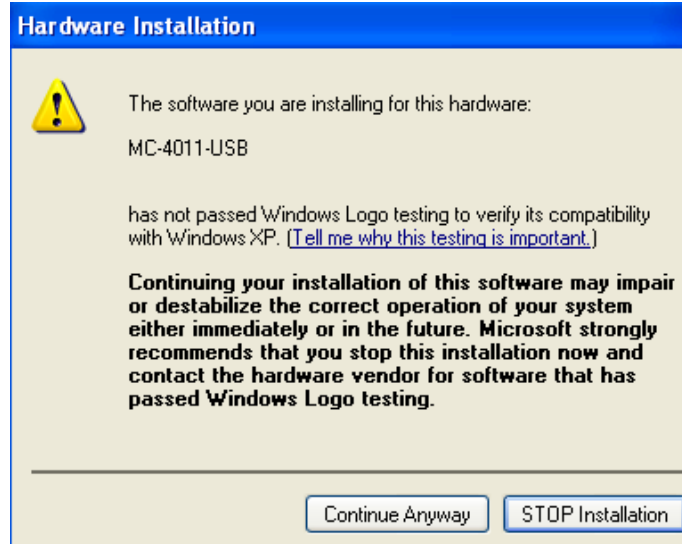 Hardware Installation
The software you are installing for this hardware:
MC-4011-USB
has not passed Windows Logo testing to verify its compatibility
with Windows XP. (Tell me why this testing is important.)
Continuing your installation of this software may impair
or destabilize the correct operation of your system
either immediately or in the future. Microsoft strongly
recommends that you stop this installation now and
contact the hardware vendor for software that has
passed Windows Logo testing.
Continue Anyway STOP Installation